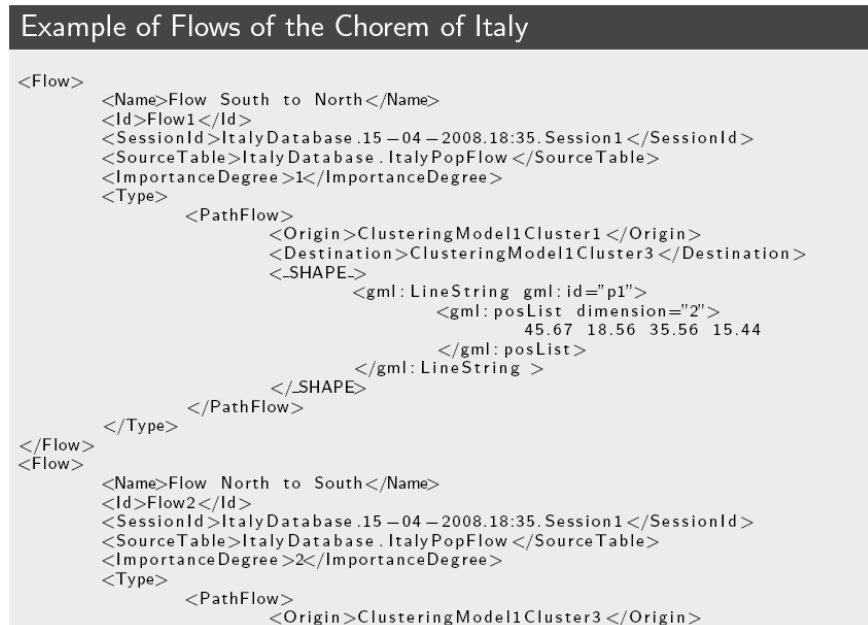 Example of Flows of the Chorem of Italy
<Flow>
<Name>Flow South to North</Name>
<Id>Flow1</Id>
<SessionId>ItalyDatabase.15-04-2008.18:35.Session1</SessionId>
<SourceTable>ItalyDatabase.ItalyPopFlow</SourceTable>
<ImportanceDegree>1</ImportanceDegree>
<Type>
<PathFlow>
<Origin>ClusteringModel1Cluster1</Origin>
<Destination>ClusteringModel1Cluster3</Destination>
<_SHAPE_>
<gml:LineString gml:id="p1">
<gml:posList dimension="2">
45.67 18.56 35.56 15.44
</gml:posList>
</gml:LineString >
</_SHAPE>
</PathFlow>
</Type>
</Flow>
<Flow>
<Name>Flow North to South</Name>
<Id>Flow2</Id>
<SessionId>ItalyDatabase.15-04-2008.18:35.Session1</SessionId>
<SourceTable>ItalyDatabase.ItalyPopFlow</SourceTable>
<ImportanceDegree>2</ImportanceDegree>
<Type>
<PathFlow>
<Origin>ClusteringModel1Cluster3</Origin>